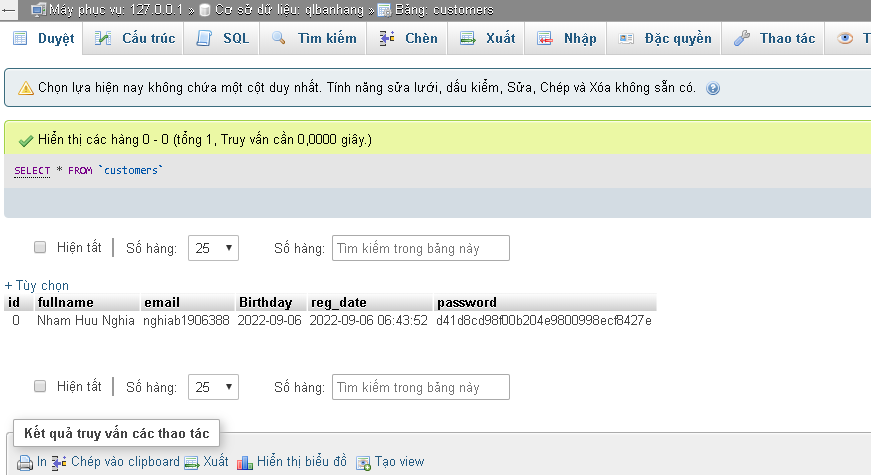 Máy phục vụ: 127.0.0.1 » Cơ sở dữ liệu: qlbanhang » Bảng: customers
Duyệt Cấu trúc SQL Tìm kiếm Chèn Xuất Nhập Đặc quyền Thao tác T
Chọn lựa hiện nay không chứa một cột duy nhất. Tính năng sửa lưới, dấu kiểm, Sửa, Chép và Xóa không sẵn có.
Hiển thị các hàng 0 - 0 (tổng 1, Truy vấn cần 0,0000 giây.)
SELECT * FROM `customers`
Hiện tất Số hàng: 25 Số hàng: Tìm kiếm trong bảng này
+ Tùy chọn
id fullname email Birthday reg_date password
0 Nham Huu Nghia nghiab1906388 2022-09-06 2022-09-06 06:43:52 d41d8cd98f00b204e9800998ecf8427e
Hiện tất Số hàng: 25 Số hàng: Tìm kiếm trong bảng này
Kết quả truy vấn các thao tác
In Chép vào clipboard Xuất Hiển thị biểu đồ Tạo view